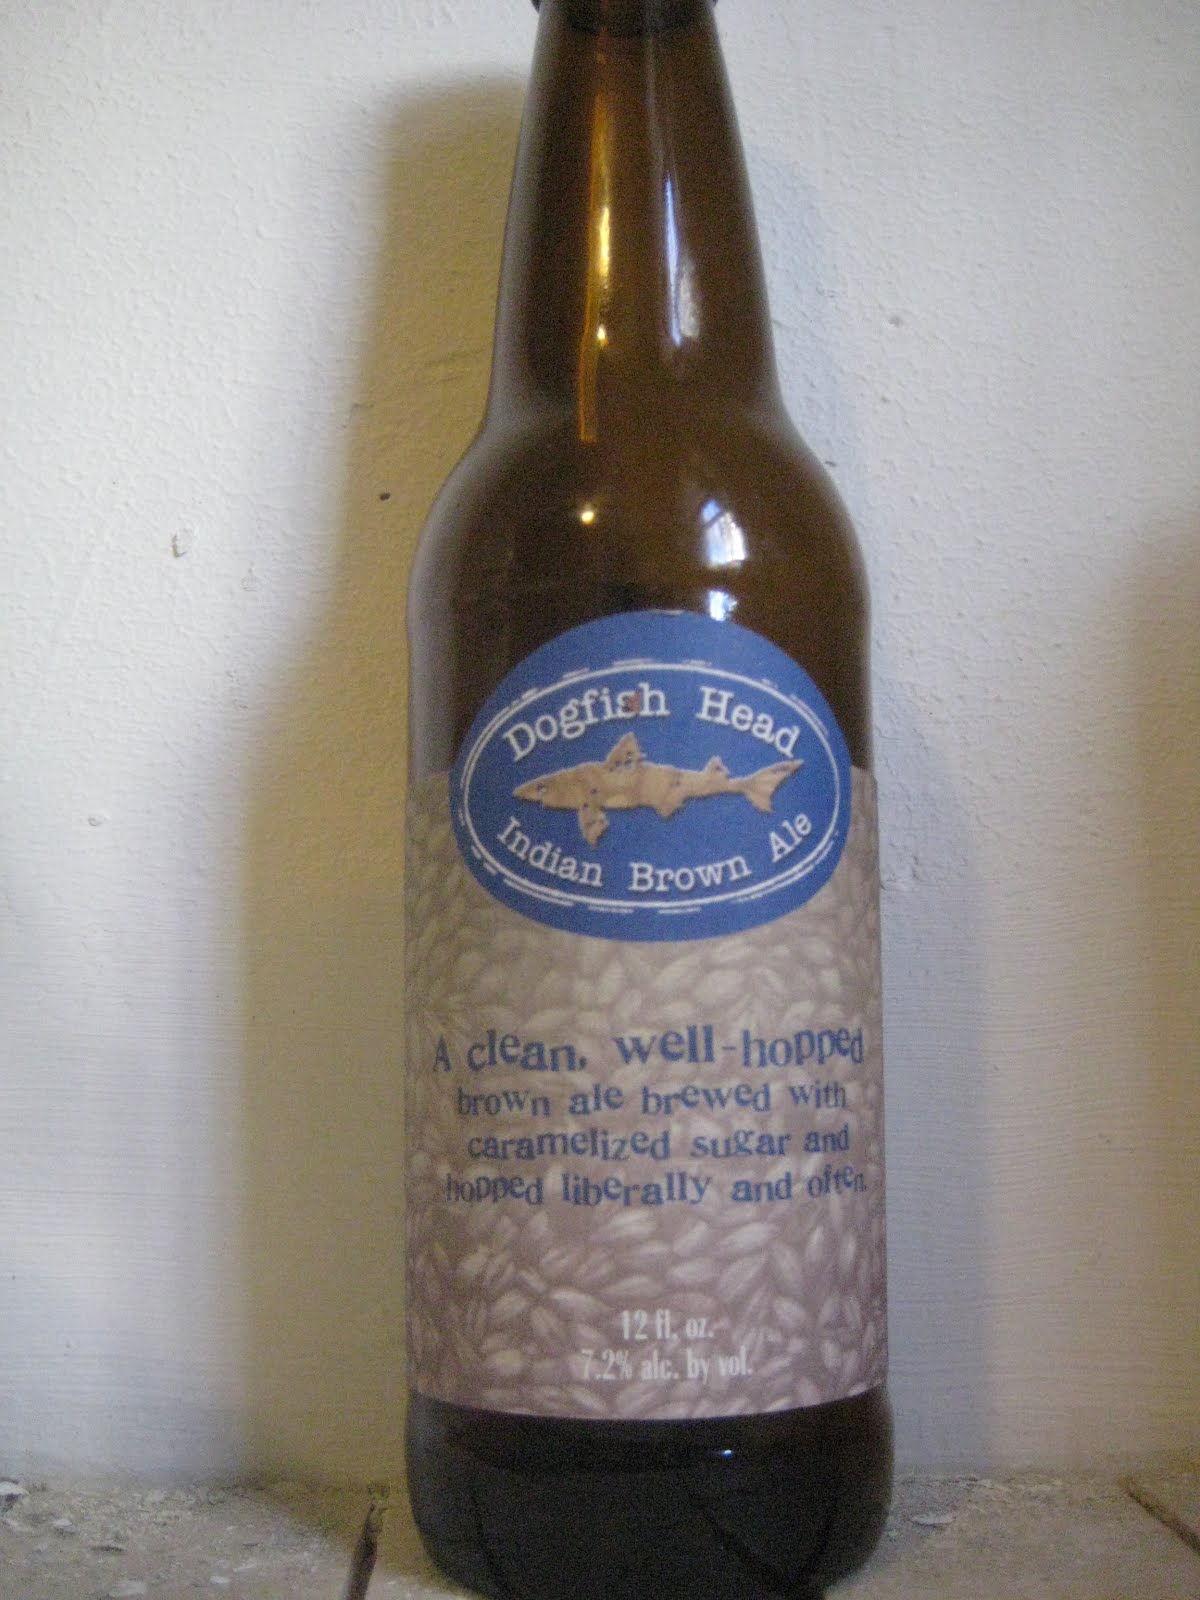 Dogfish Head
Indian Brown Ale
A clean, well-hopped
brown ale brewed with
caramelized sugar and
hopped liberally and often.
12 fl. oz.
7.2% alc. by vol.